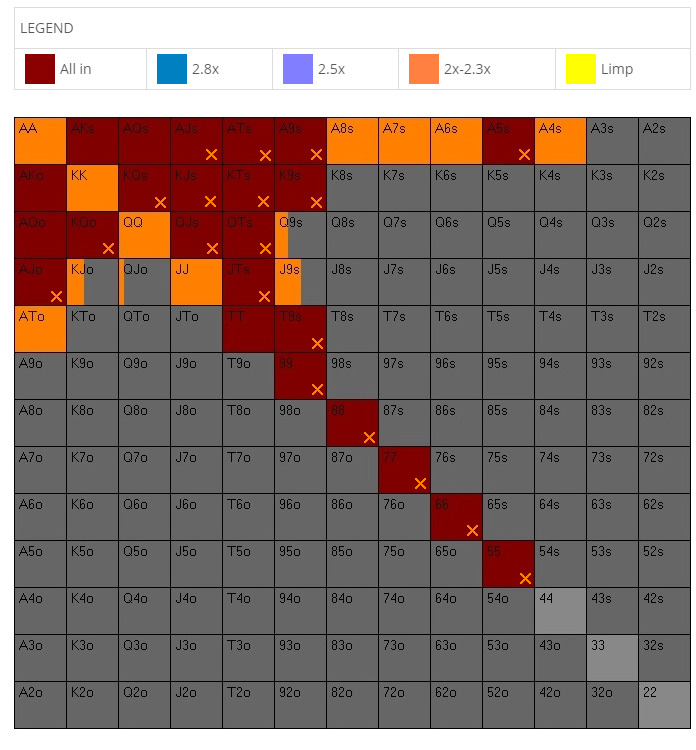 LEGEND
All in 2.8x 2.5x 2x-2.3x Limp
AA AKs AQs AJs ATs A9s A8s A7s A6s A5s A4s A3s A2s
AKo KK KQs KJs KTs K9s K8s K7s K6s K5s K4s K3s K2s
AQo KQo QQ QJs QTs Q9s Q8s Q7s Q6s Q5s Q4s Q3s Q2s
AJo KJo QJo JJ JTs J9s J8s J7s J6s J5s J4s J3s J2s
ATo KTo QTo JTo TT T9s T8s T7s T6s T5s T4s T3s T2s
A9o K9o Q9o J9o T9o 99 98s 97s 96s 95s 94s 93s 92s
A8o K8o Q8o J8o T8o 98o 88 87s 86s 85s 84s 83s 82s
A7o K7o Q7o J7o T7o 97o 87o 77 76s 75s 74s 73s 72s
A6o K6o Q6o J6o T6o 96o 86o 76o 66 65s 64s 63s 62s
A5o K5o Q5o J5o T5o 95o 85o 75o 65o 55 54s 53s 52s
A4o K4o Q4o J4o T4o 94o 84o 74o 64o 54o 44 43s 42s
A3o K3o Q3o J3o T3o 93o 83o 73o 63o 53o 43o 33 32s
A2o K2o Q2o J2o T2o 92o 82o 72o 62o 52o 42o 32o 22